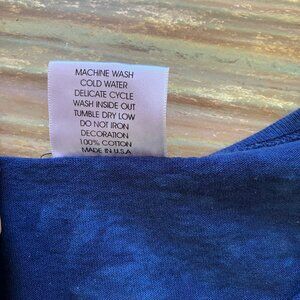 MACHINE WASH
COLD WATER
DELICATE CYCLE
WASH INSIDE OUT
TUMBLE DRY LOW
DO NOT IRON
DECORATION
100% COTTON
MADE IN U.S.A